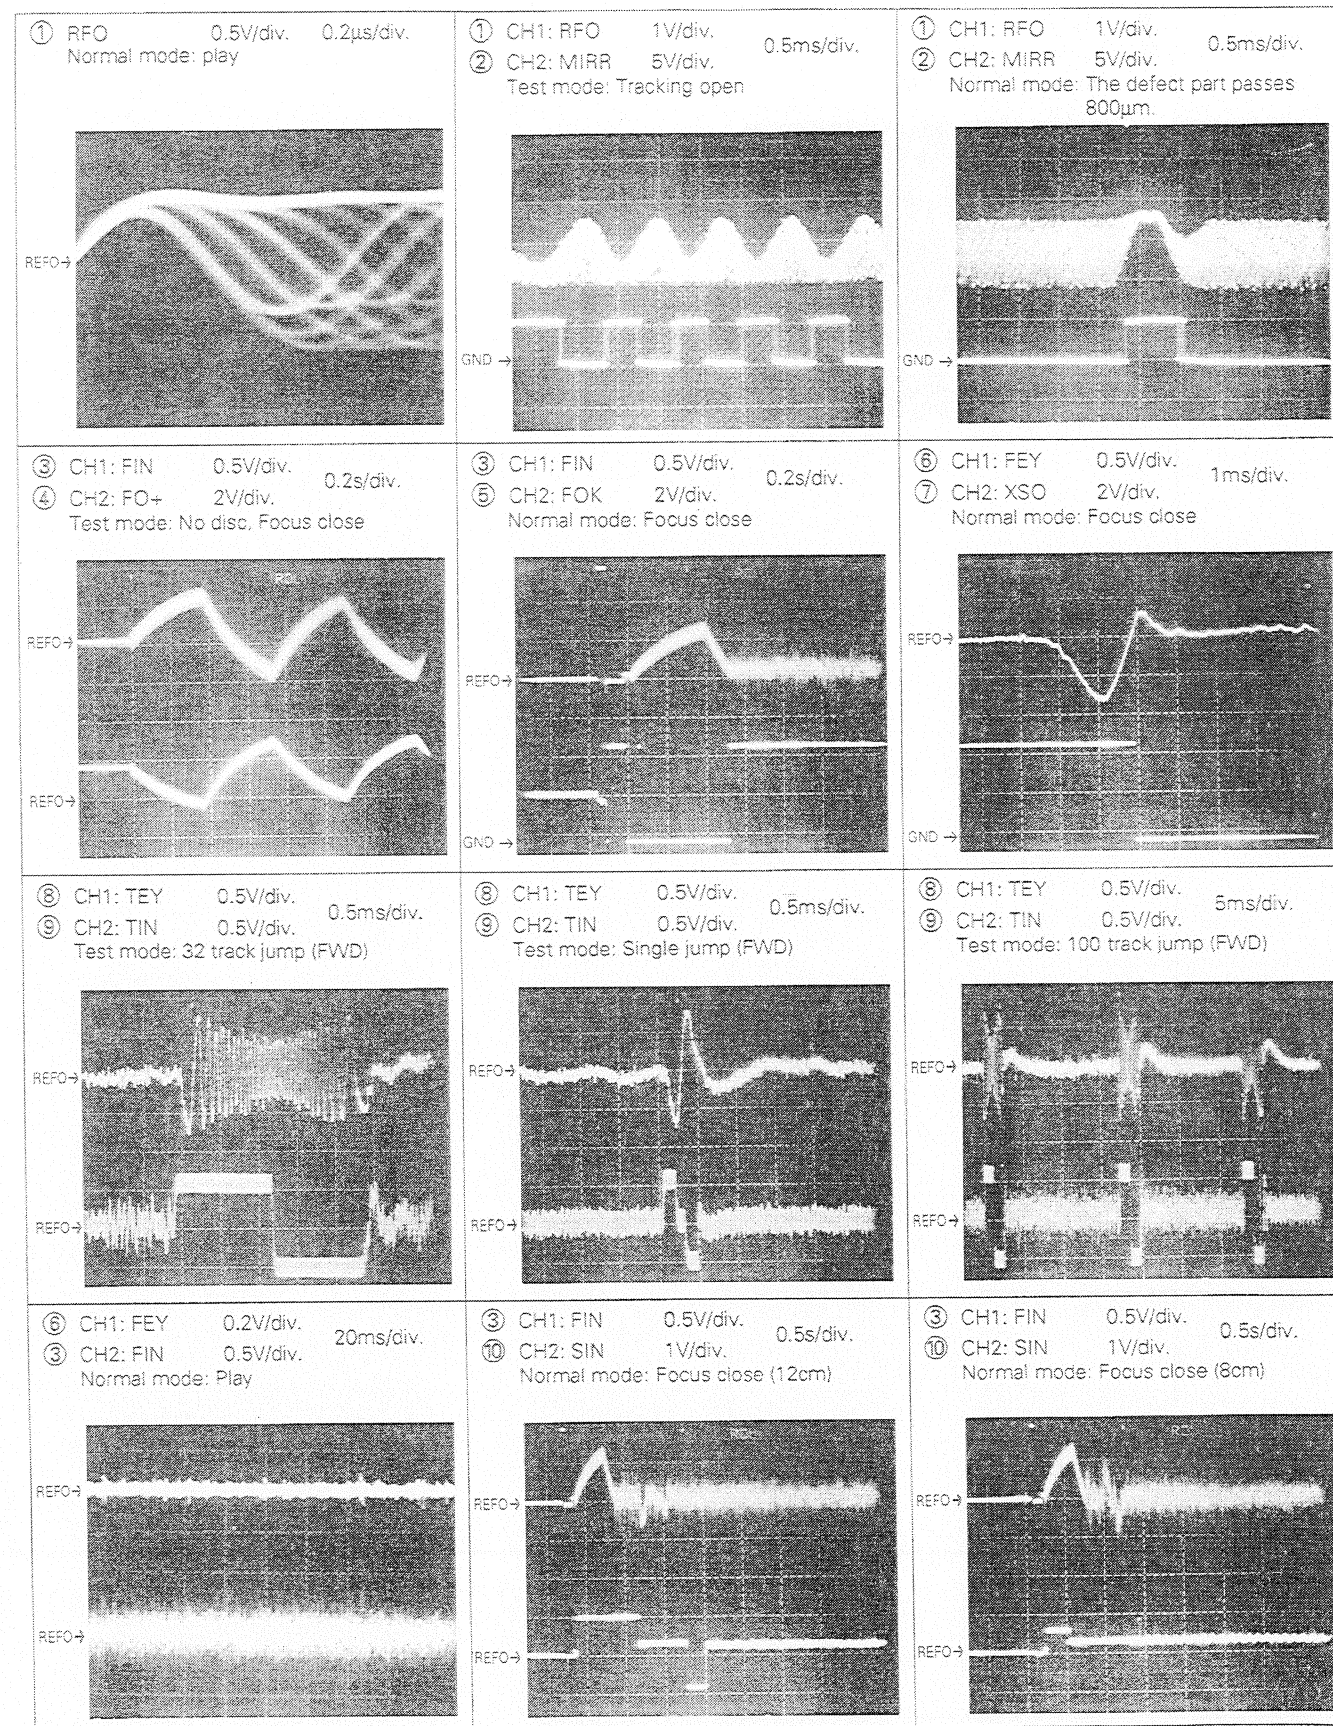 ① RFO 0.5V/div. 0.2µs/div.
Normal mode: play
REFO→
① CH1: RFO 1V/div. 0.5ms/div.
② CH2: MIRR 5V/div.
Test mode: Tracking open
GND →
① CH1: RFO 1V/div. 0.5ms/div.
② CH2: MIRR 5V/div.
Normal mode: The defect part passes
800µm.
GND →
③ CH1: FIN 0.5V/div. 0.2s/div.
④ CH2: FO+ 2V/div.
Test mode: No disc, Focus close
REFO→
REFO→
③ CH1: FIN 0.5V/div. 0.2s/div.
⑤ CH2: FOK 2V/div.
Normal mode: Focus close
REFO→
GND →
⑥ CH1: FEY 0.5V/div. 1ms/div.
⑦ CH2: XSO 2V/div.
Normal mode: Focus close
REFO→
GND →
⑧ CH1: TEY 0.5V/div. 0.5ms/div.
⑨ CH2: TIN 0.5V/div.
Test mode: 32 track jump (FWD)
REFO→
REFO→
⑧ CH1: TEY 0.5V/div. 0.5ms/div.
⑨ CH2: TIN 0.5V/div.
Test mode: Single jump (FWD)
REFO→
REFO→
⑧ CH1: TEY 0.5V/div. 5ms/div.
⑨ CH2: TIN 0.5V/div.
Test mode: 100 track jump (FWD)
REFO→
REFO→
⑥ CH1: FEY 0.2V/div. 20ms/div.
③ CH2: FIN 0.5V/div.
Normal mode: Play
REFO→
REFO→
③ CH1: FIN 0.5V/div. 0.5s/div.
⑩ CH2: SIN 1V/div.
Normal mode: Focus close (12cm)
REFO→
REFO→
③ CH1: FIN 0.5V/div. 0.5s/div.
⑩ CH2: SIN 1V/div.
Normal mode: Focus close (8cm)
REFO→
REFO→